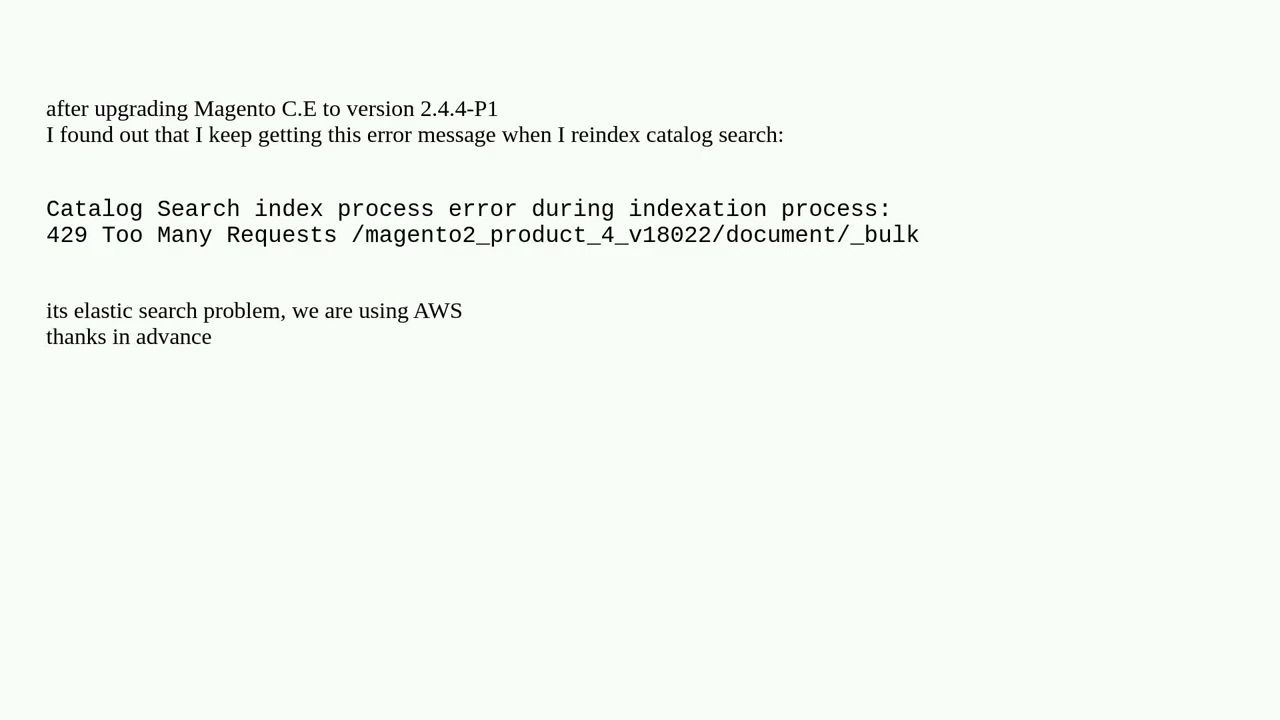 after upgrading Magento C.E to version 2.4.4-P1
I found out that I keep getting this error message when I reindex catalog search:
Catalog Search index process error during indexation process:
429 Too Many Requests /magento2_product_4_v18022/document/_bulk
its elastic search problem, we are using AWS
thanks in advance